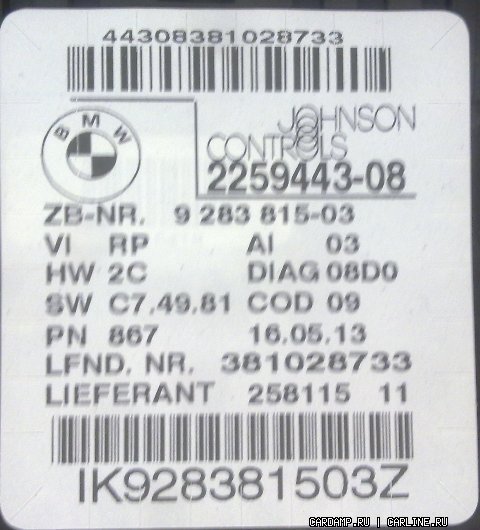 44308381028733
BMW
JOHNSON
CONTROLS
2259443-08
ZB-NR. 9 283 815-03
VI RP AI 03
HW 2C DIAG 08D0
SW C7,49,81 COD 09
PN 867 16.05.13
LFND. NR. 381028733
LIEFERANT 258115 11
IK928381503Z
CARDAMP.RU | CARLINE.RU